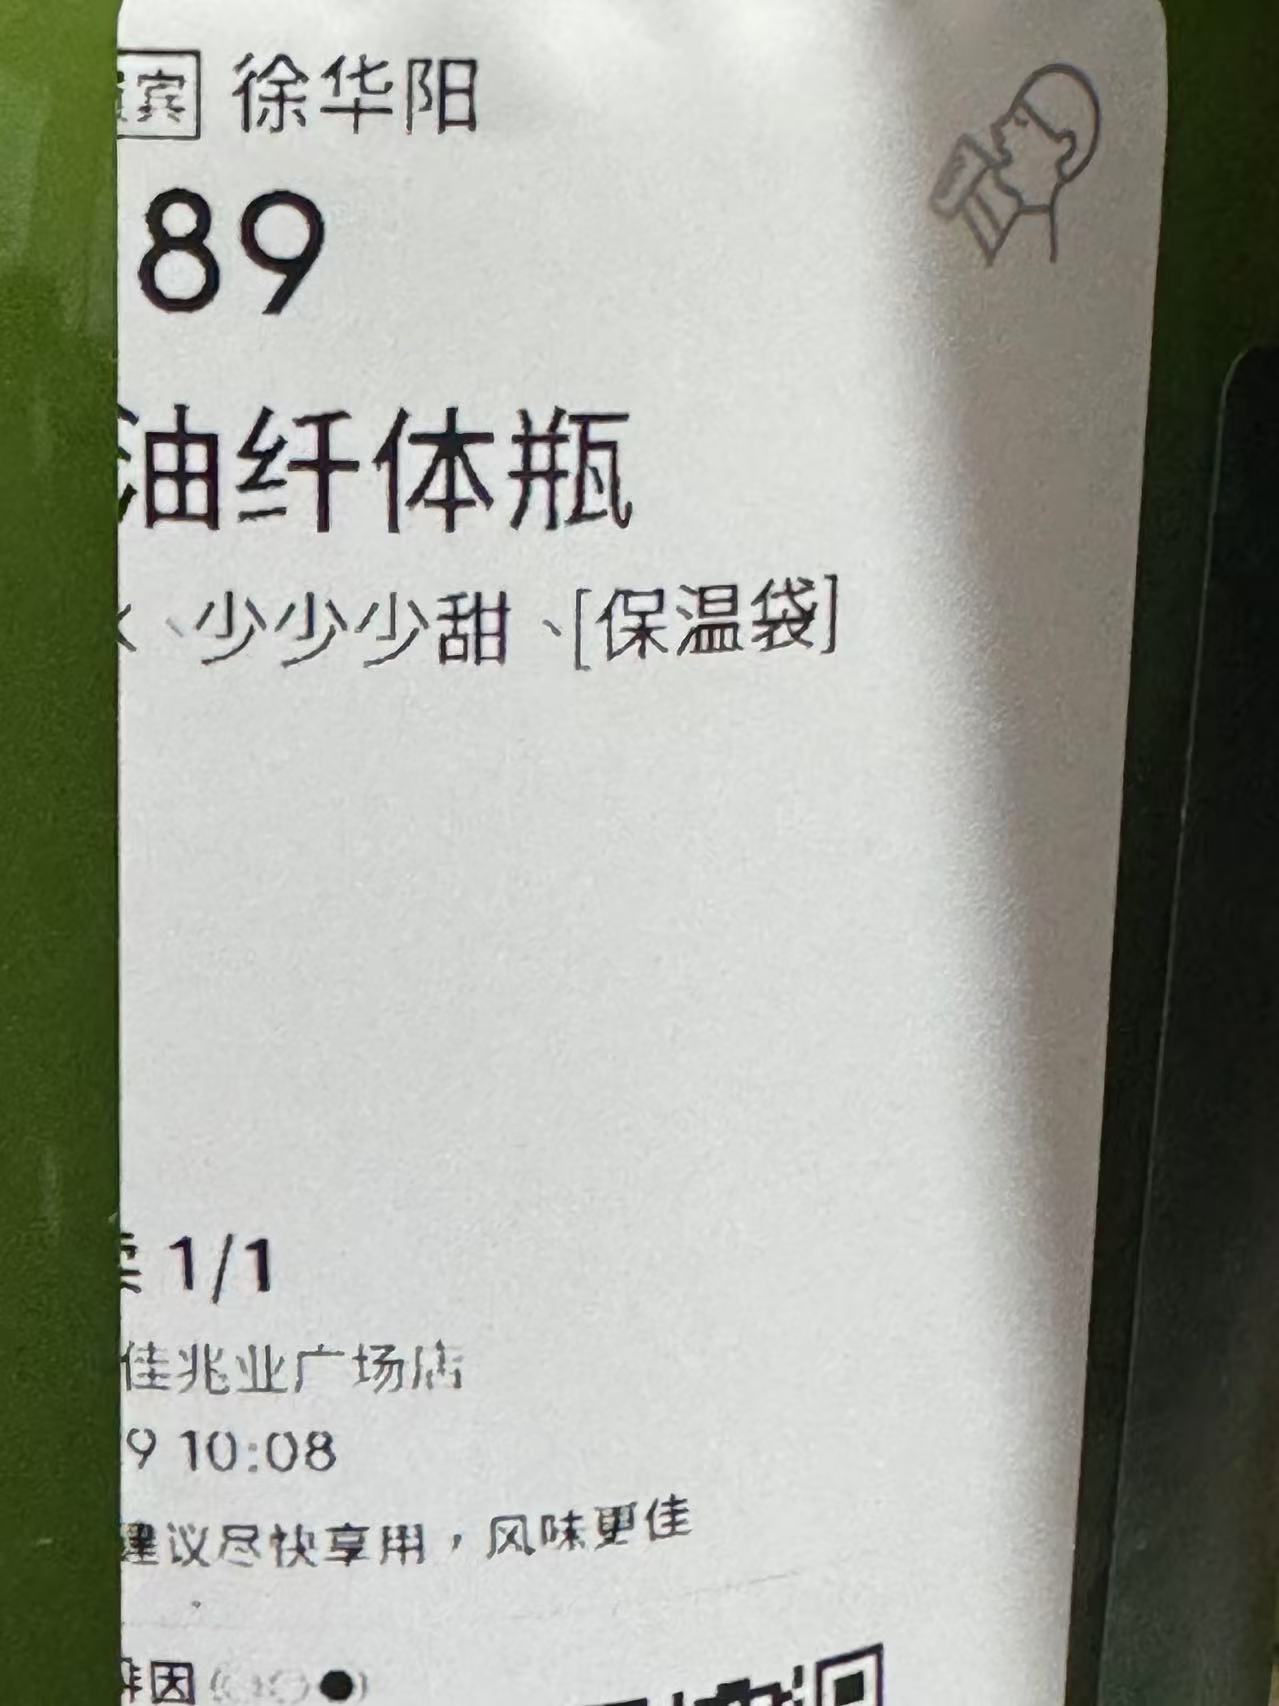 宾 徐华阳
89
油纤体瓶
、少少少甜、[保温袋]
1/1
佳兆业广场店
9 10:08
建议尽快享用，风味更佳
啡因